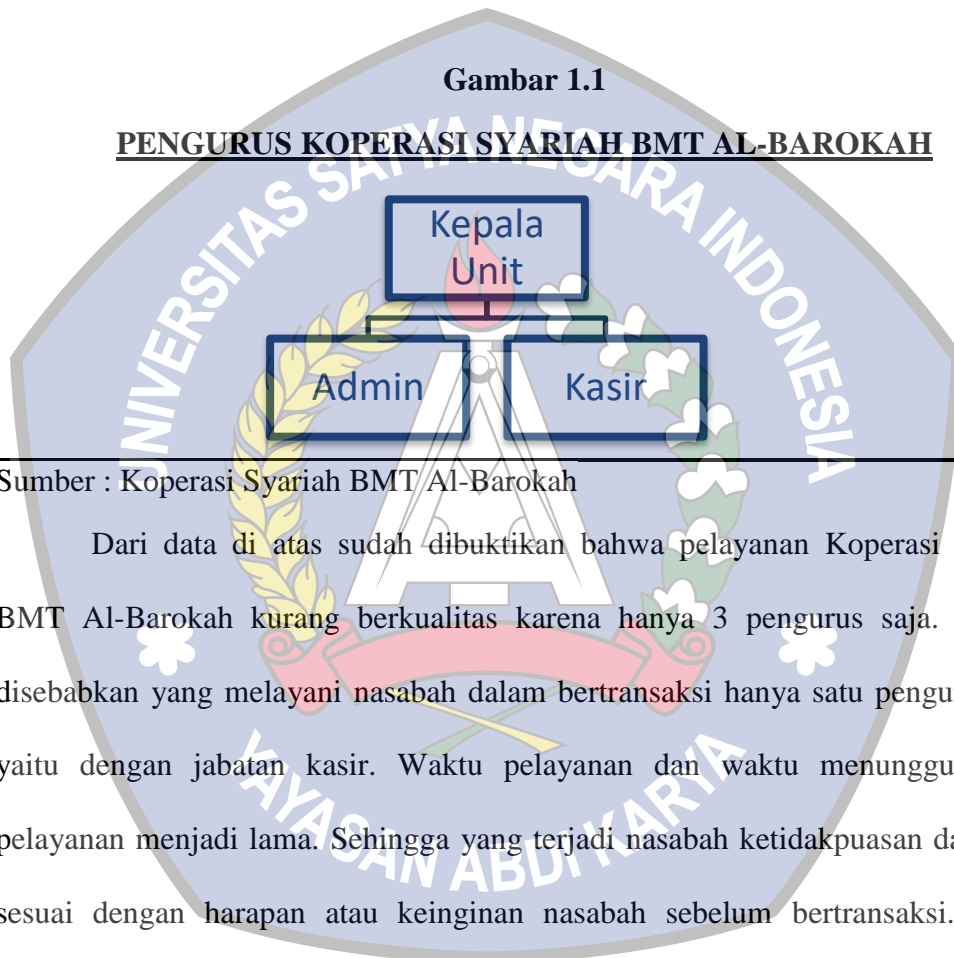 Gambar 1.1
PENGURUS KOPERASI SYARIAH BMT AL-BAROKAH
UNIVERSITAS SATYA NEGARA INDONESIA
Kepala
Unit
Admin
Kasir
Sumber : Koperasi Syariah BMT Al-Barokah
Dari data di atas sudah dibuktikan bahwa pelayanan Koperasi
BMT Al-Barokah kurang berkualitas karena hanya 3 pengurus saja.
disebabkan yang melayani nasabah dalam bertransaksi hanya satu
yaitu dengan jabatan kasir. Waktu pelayanan dan waktu menunggu
pelayanan menjadi lama. Sehingga yang terjadi nasabah ketidakpuasan
sesuai dengan harapan atau keinginan nasabah sebelum bertransaksi.
YAYASAN ABDI KARYA